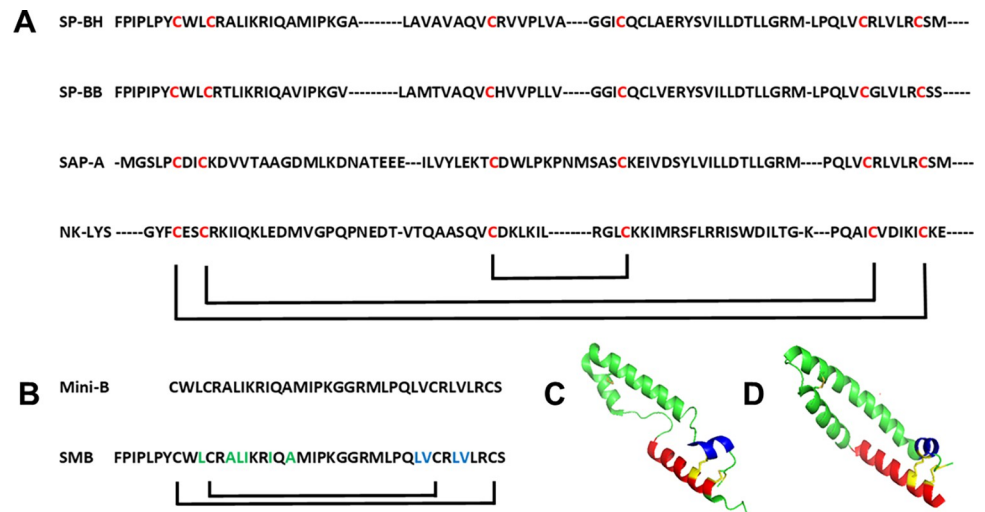 A SP-BH FPIPLPYCWLCRALIKRIQAMIPKGA--------LAVAVAQVCRVVPLVA----GGICQCLAERYSVILLDTLLGRM-LPQLVCRLVLRCSM----
SP-BB FPIPIPYCWLCRTLIKRIQAVIPKGV---------LAMTVAQVCHVVPLLV-----GGICQCLVERYSVILLDTLLGRM-LPQLVCGLVLRCSS-----
SAP-A -MGSLPCDICKDVVTAAGDMLKDNATEEE---ILVYLEKTCDWLPKPNMSASCKEIVDSYLVILLDTLLGRM----PQLVCRLVLRCSM----
NK-LYS -----GYFCESCRKIIQKLEDMVGPQPNEDT-VTQAASQVCDKLKIL--------RGLCKKIMRSFLRRISWDILTG-K---PQAICVDIKICKE-----
B Mini-B CWLCRALIKRIQAMIPKGGRMLPQLVCRLVLRCS
SMB FPIPLPYCWLCRALIKRIQAMIPKGGRMLPQLVCRLVLRCS
C
D